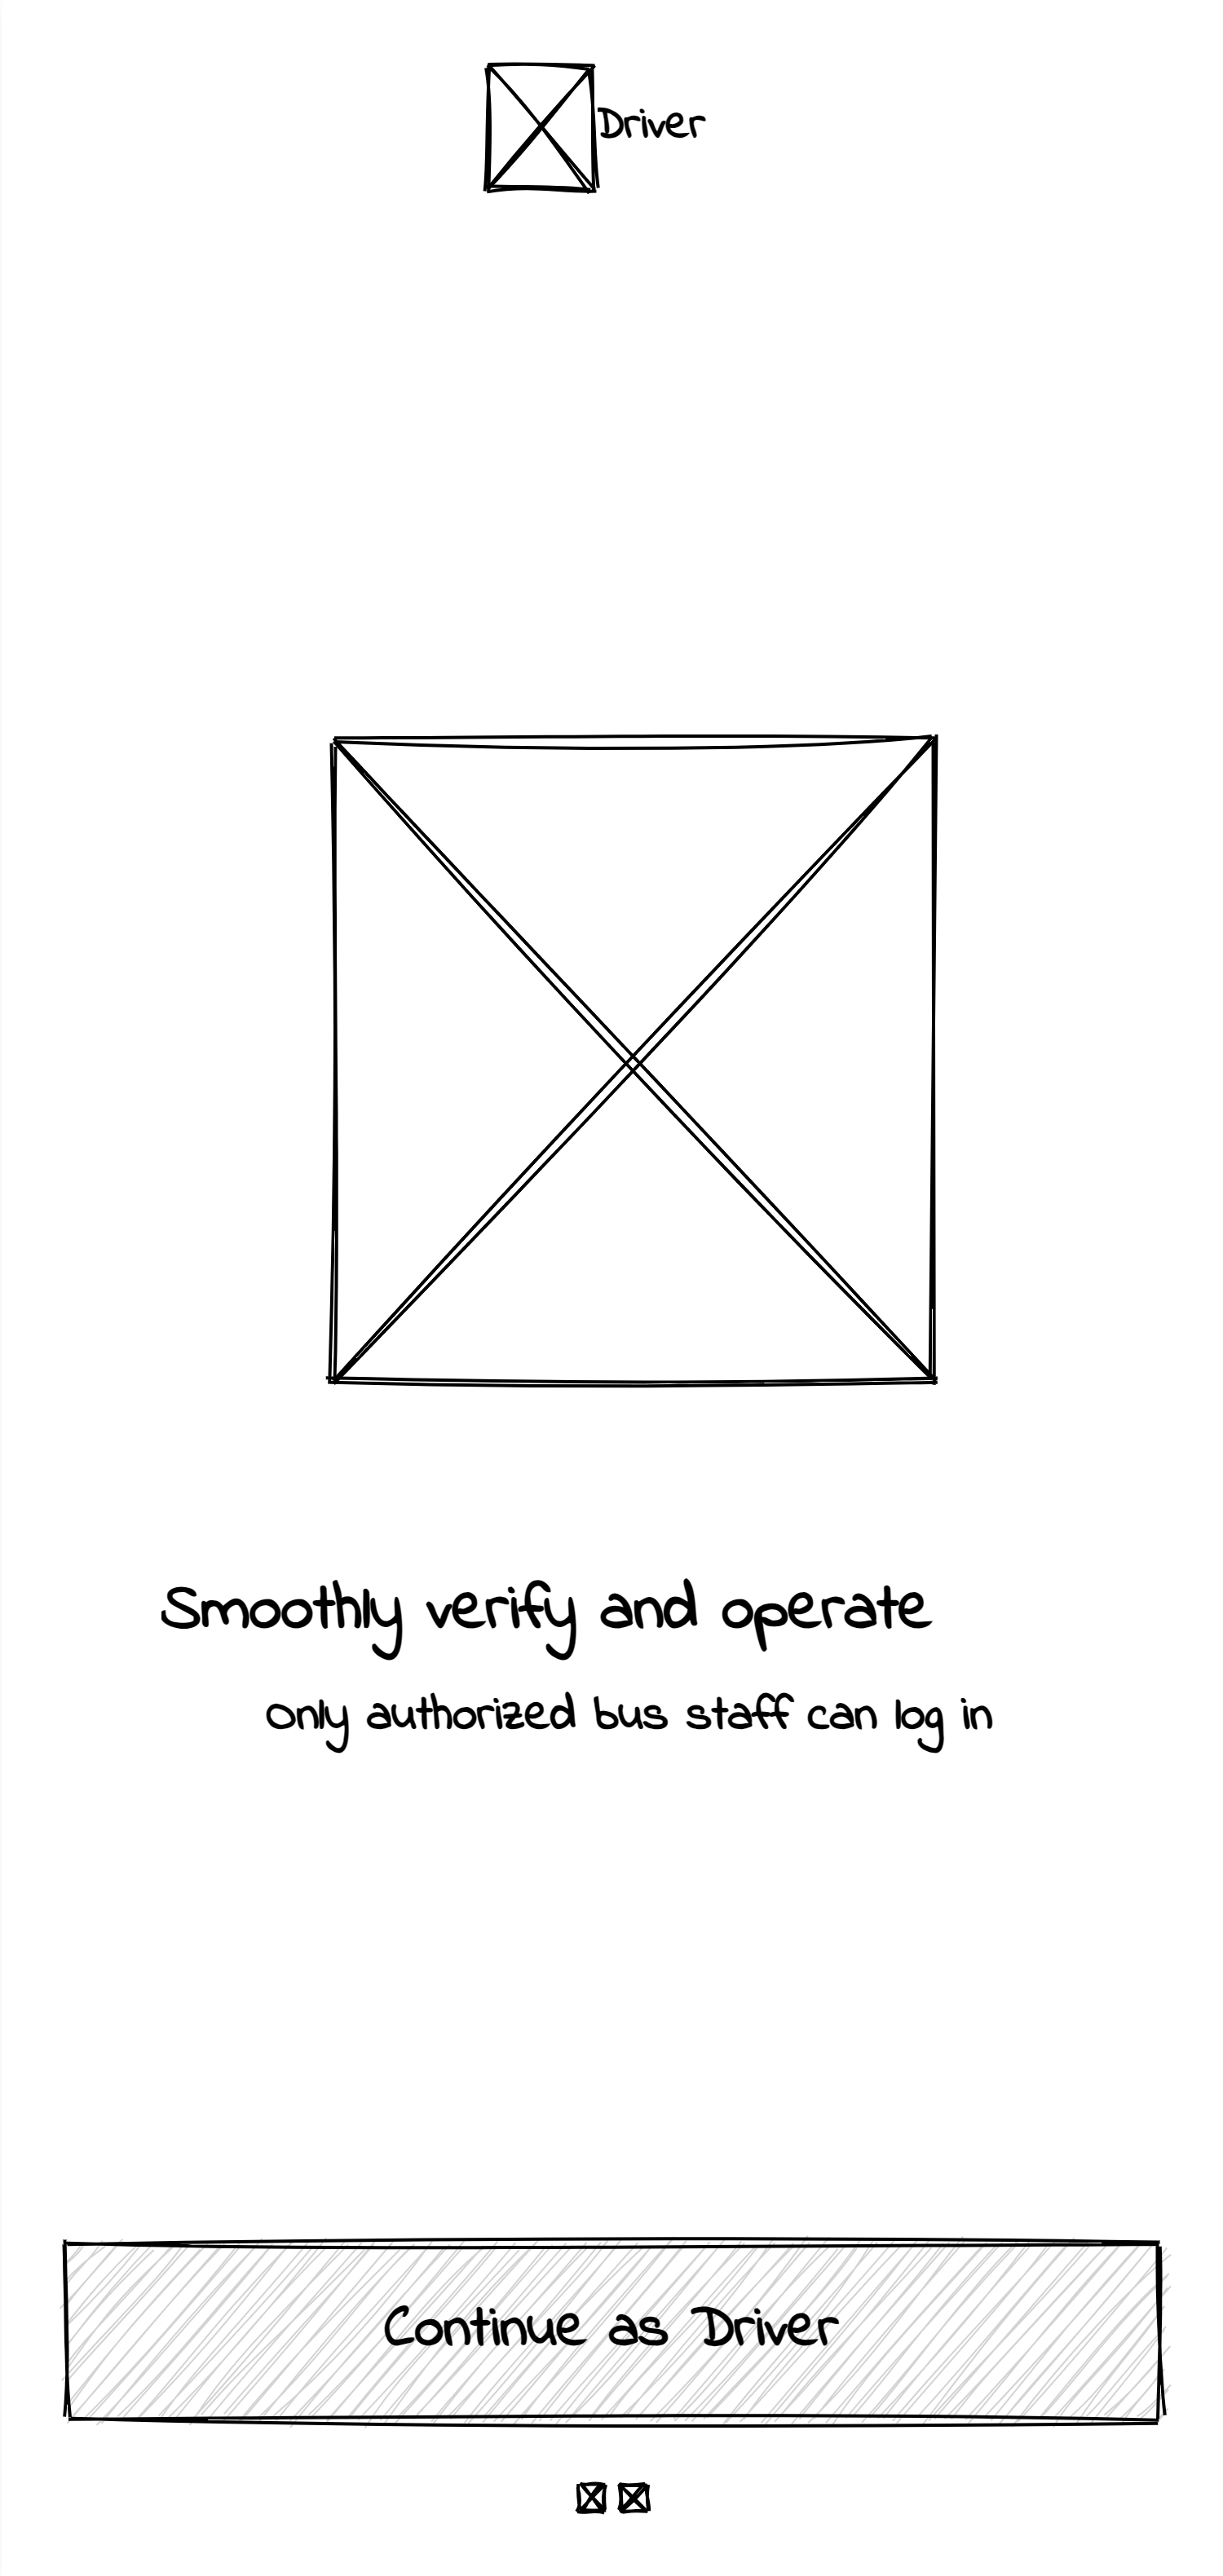 Driver
Smoothly verify and operate
Only authorized bus staff can log in
Continue as Driver